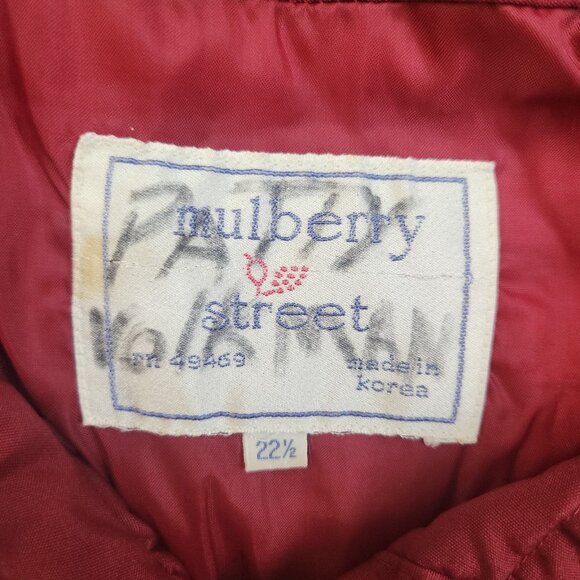 PATTY
mulberry
street
rn 49469
made in
korea
22½